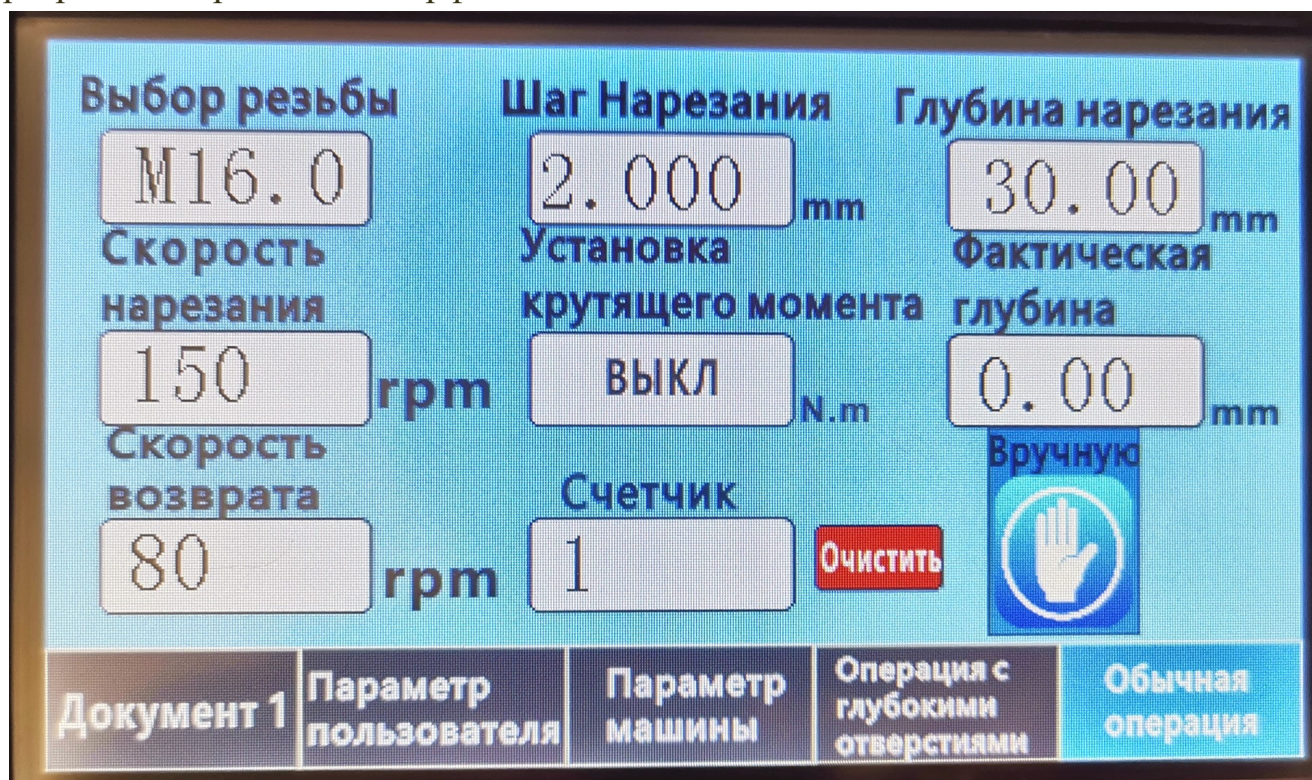 Выбор резьбы
Шаг Нарезания
Глубина нарезания
M16.0
2.000 mm
30.00 mm
Скорость
нарезания
Установка
крутящего момента
Фактическая
глубина
150 rpm
ВЫКЛ N.m
0.00 mm
Скорость
возврата
Счетчик
Вручную
80 rpm
1
Очистить
Документ 1
Параметр
пользователя
Параметр
машины
Операция с
глубокими
отверстиями
Обычная
операция